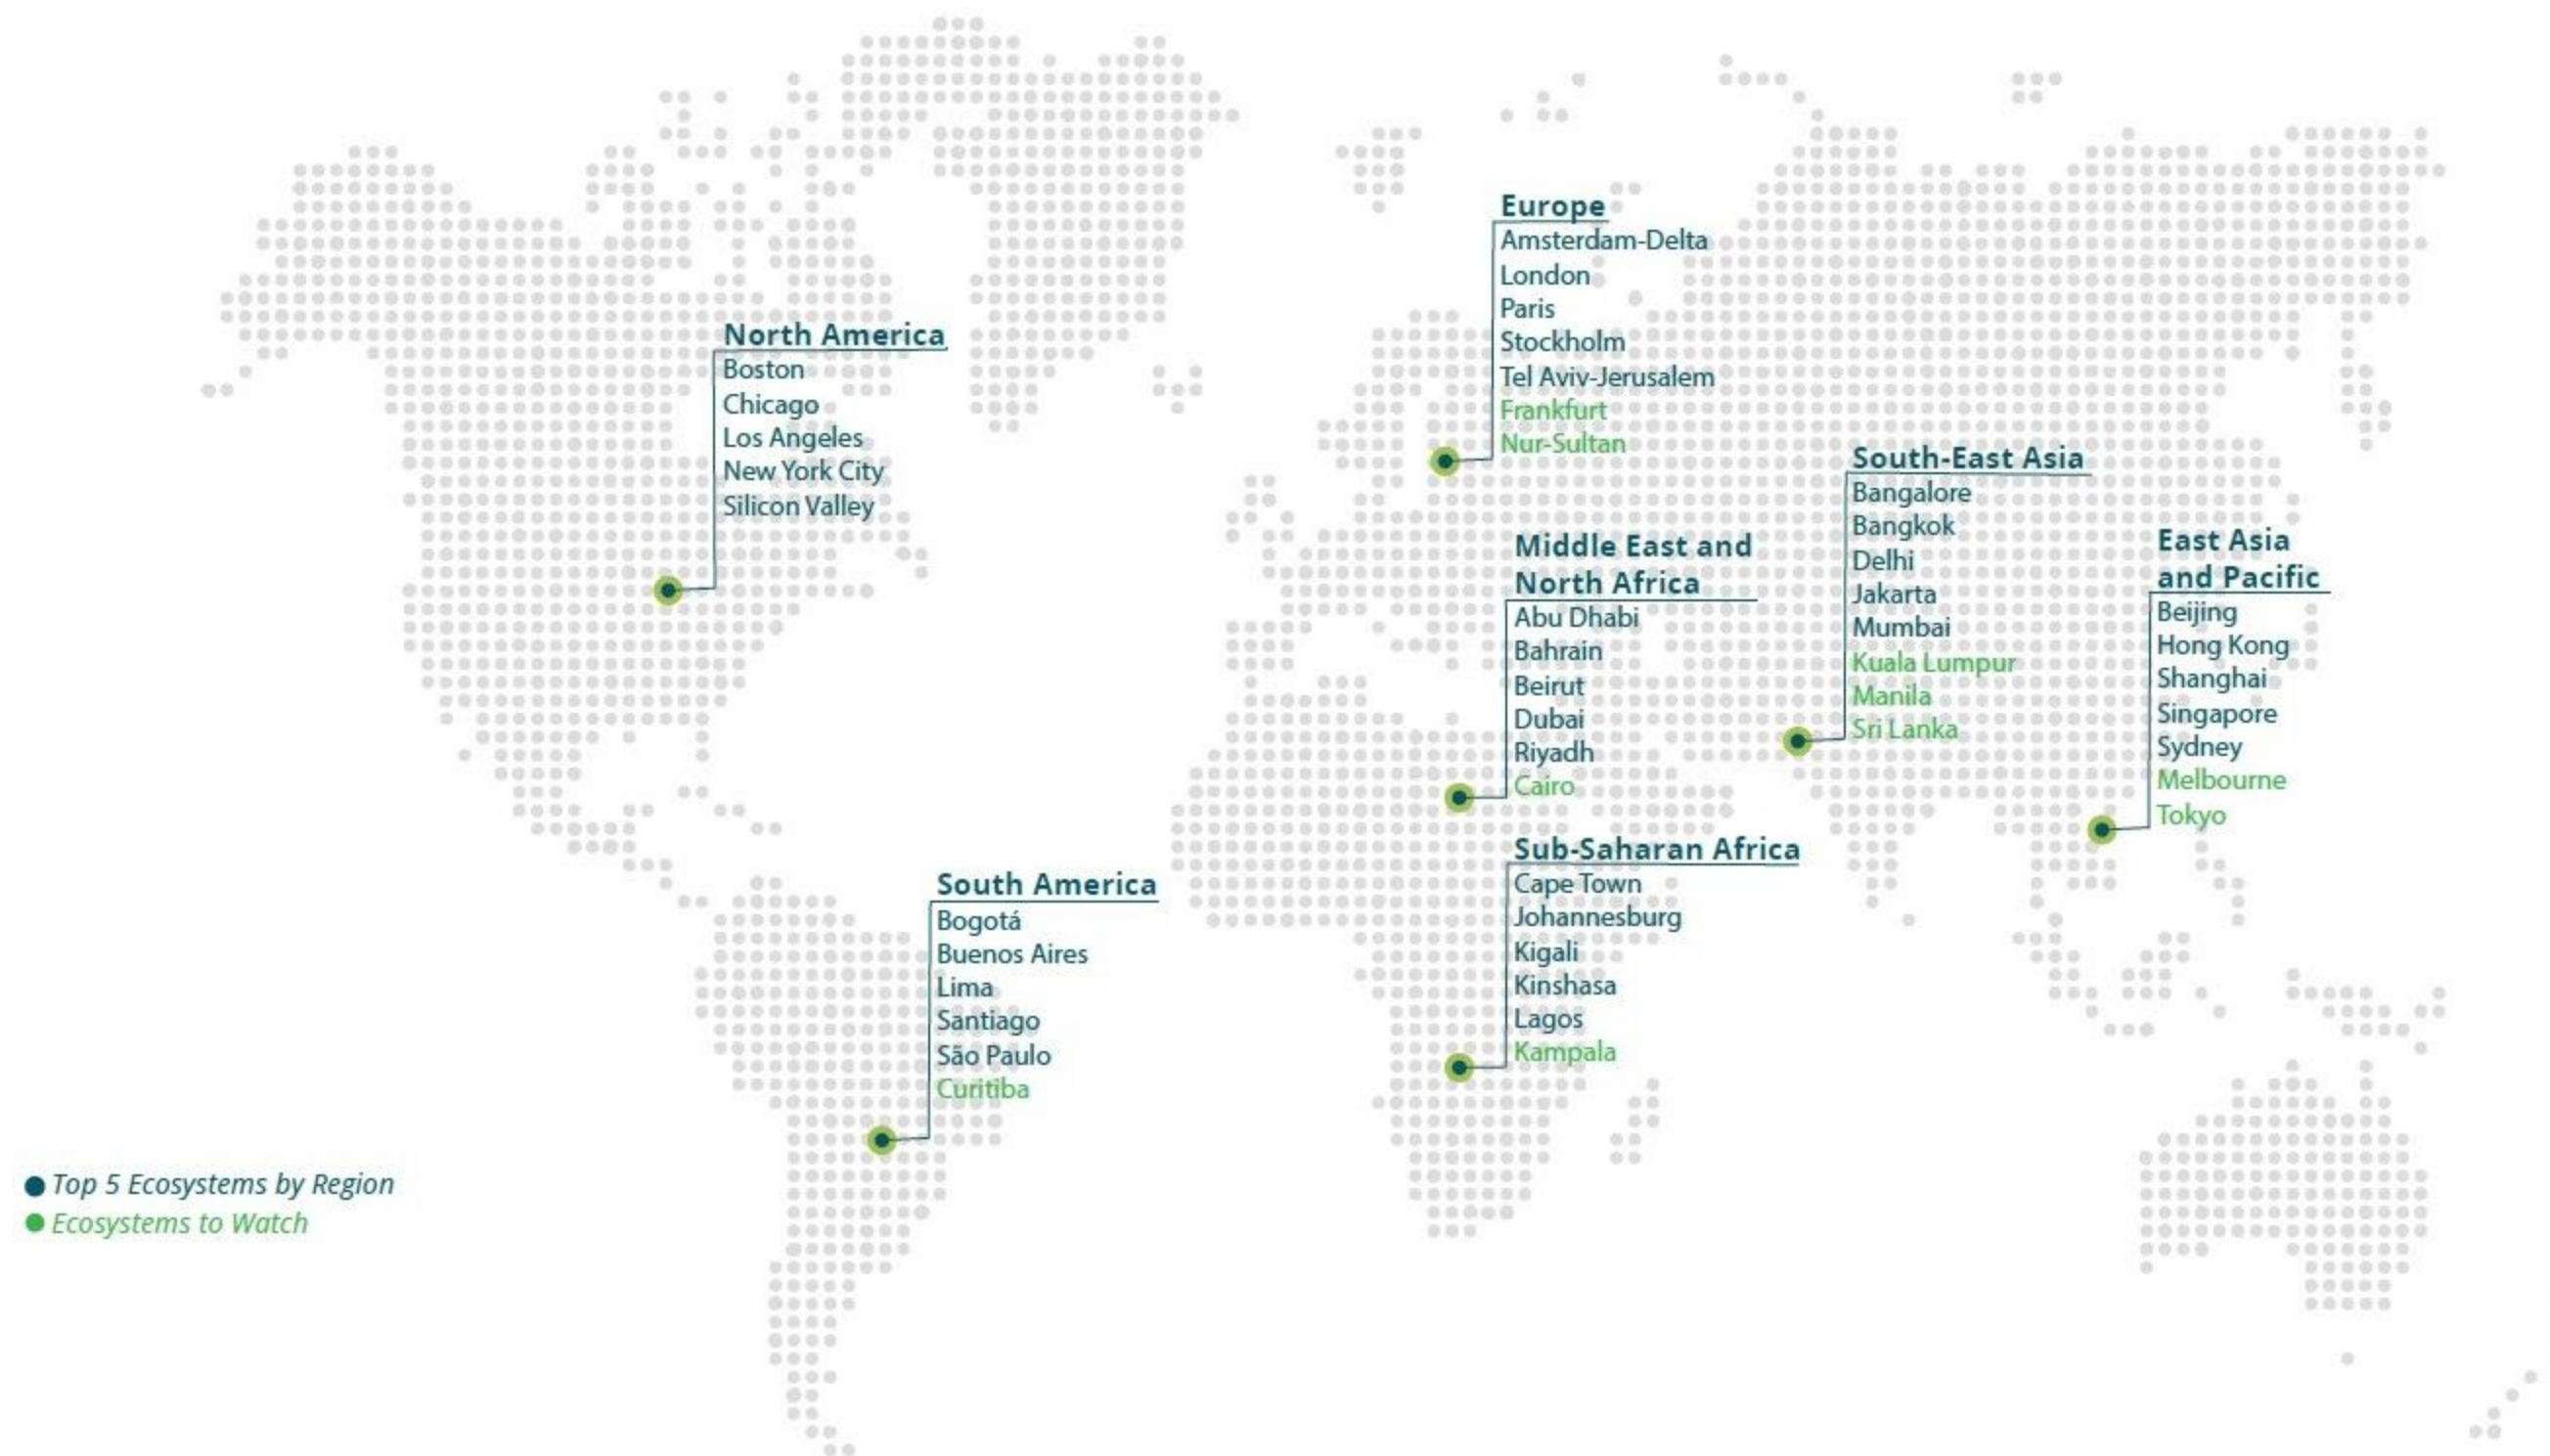 North America
Boston
Chicago
Los Angeles
New York City
Silicon Valley
South America
Bogotá
Buenos Aires
Lima
Santiago
São Paulo
Curitiba
Europe
Amsterdam-Delta
London
Paris
Stockholm
Tel Aviv-Jerusalem
Frankfurt
Nur-Sultan
Middle East and
North Africa
Abu Dhabi
Bahrain
Beirut
Dubai
Riyadh
Cairo
Sub-Saharan Africa
Cape Town
Johannesburg
Kigali
Kinshasa
Lagos
Kampala
South-East Asia
Bangalore
Bangkok
Delhi
Jakarta
Mumbai
Kuala Lumpur
Manila
Sri Lanka
East Asia
and Pacific
Beijing
Hong Kong
Shanghai
Singapore
Sydney
Melbourne
Tokyo
Top 5 Ecosystems by Region
Ecosystems to Watch